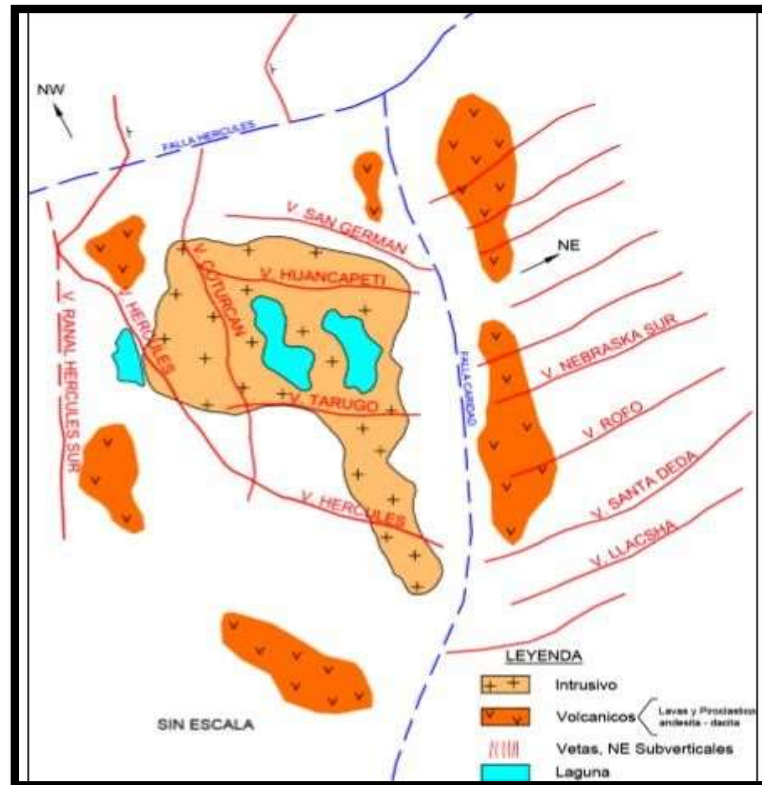 NW
FALLA HERCULES
V. SAN GERMAN
NE
V. HUANCAPETI
V. COTURCAN
V. HERCULES
V. RANAL HERCULES SUR
FALLA CARIDAD
V. NEBRASKA SUR
V. TARUGO
V. ROFO
V. HERCULES
V. SANTA DEDA
V. LLACSHA
LEYENDA
Intrusivo
Volcanicos
Lavas y Piroclastico
andesita - dacita
Vetas, NE Subverticales
Laguna
SIN ESCALA